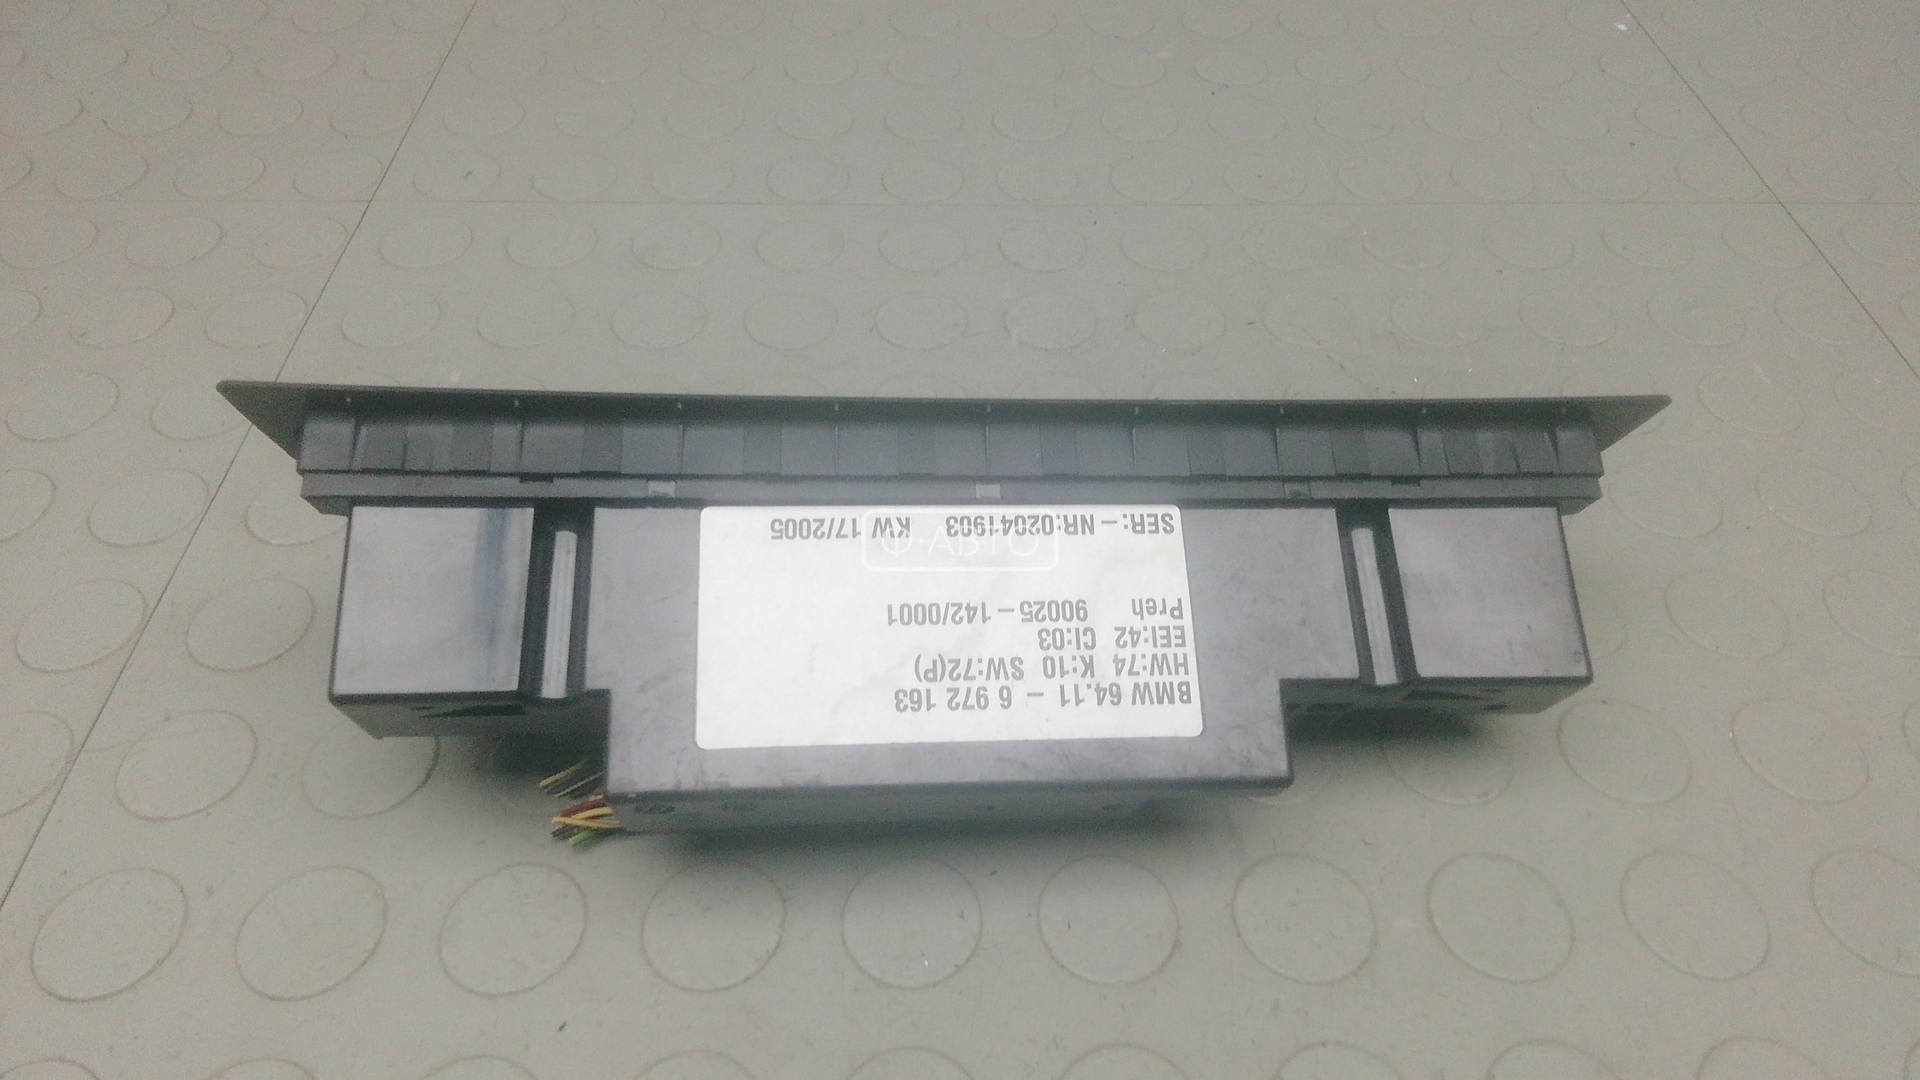 BMW 64.11 - 6 972 163
HW:74 K:10 SW:72(P)
EEI:42 CI:03
Preh 90025-142/0001
SER:- NR:02041903 KW 17/2005
Ф·АВТО